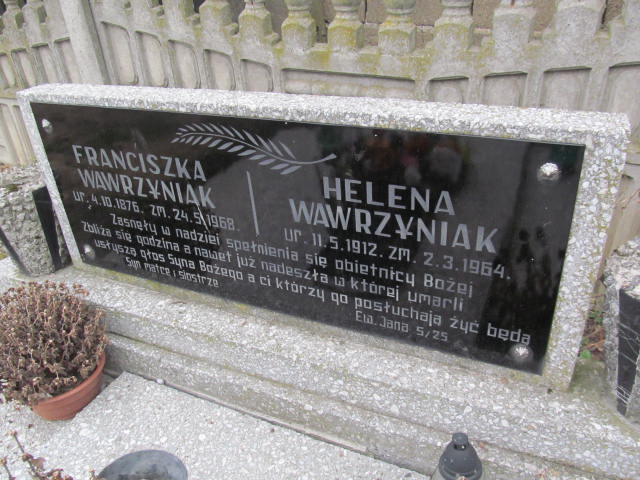 FRANCISZKA
WAWRZYNIAK
ur. 4.10.1876. zm. 24.5.1968.
HELENA
WAWRZYNIAK
ur. 11.5.1912. zm. 2.3.1964.
Zasnęły w nadziei spełnienia się obietnicy Bożej
Zbliża się godzina a nawet już nadeszła w której umarli
usłyszą głos Syna Bożego a ci którzy go posłuchają żyć będą
Ew. Jana 5/25
Syn matce i siostrze